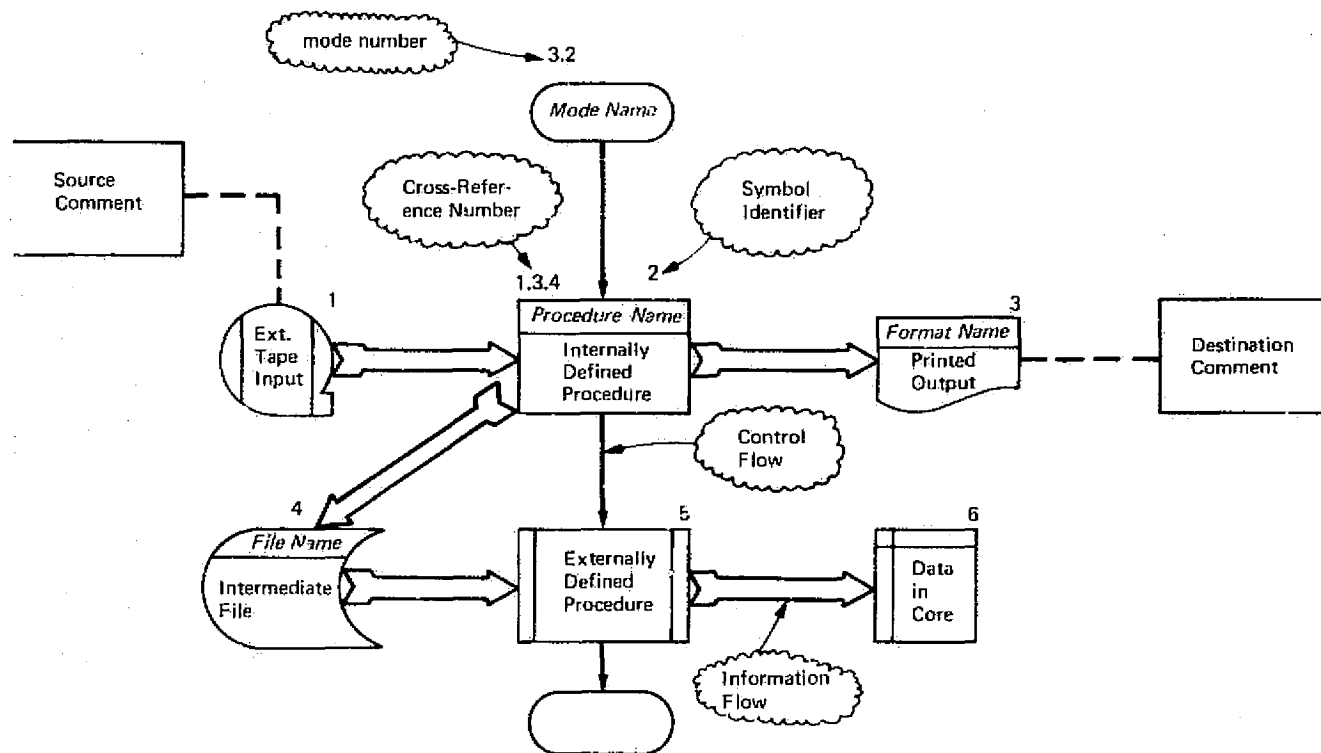 mode number
3.2
Mode Name
Source
Comment
Cross-Refer-
ence Number
Symbol
Identifier
1.3.4
2
1
Ext.
Tape
Input
Procedure Name
Internally
Defined
Procedure
3
Format Name
Printed
Output
Destination
Comment
Control
Flow
4
File Name
Intermediate
File
5
Externally
Defined
Procedure
6
Data
in
Core
Information
Flow